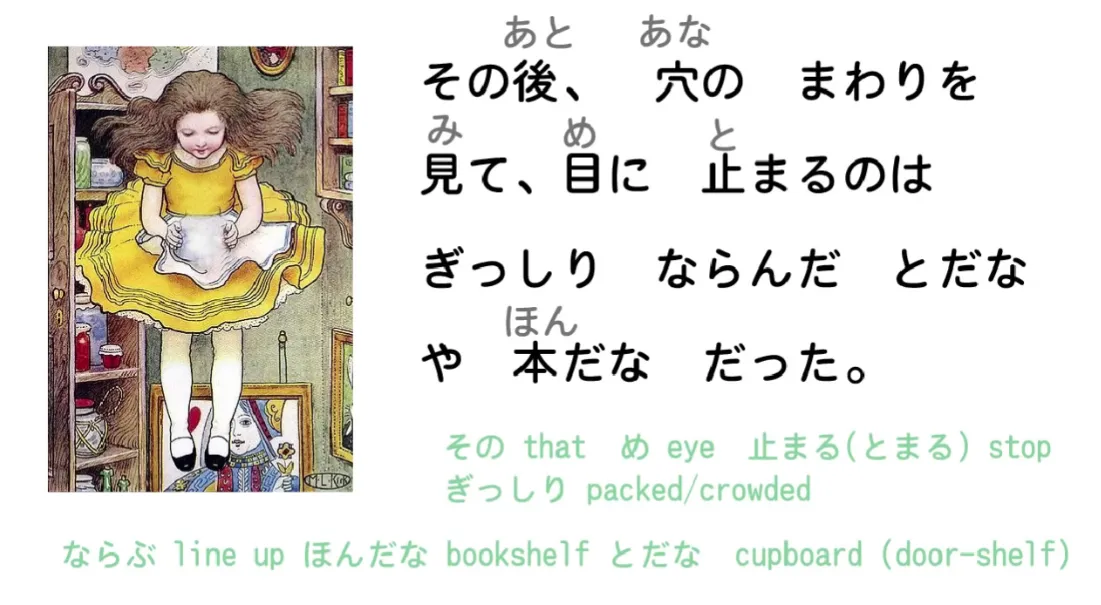 あと あな
その後、 穴の まわりを
み め と
見て、目に 止まるのは
ぎっしり ならんだ とだな
ほん
や 本だな だった。
その that め eye 止まる(とまる) stop
ぎっしり packed/crowded
ならぶ line up ほんだな bookshelf とだな cupboard (door-shelf)
M·L·Kirk